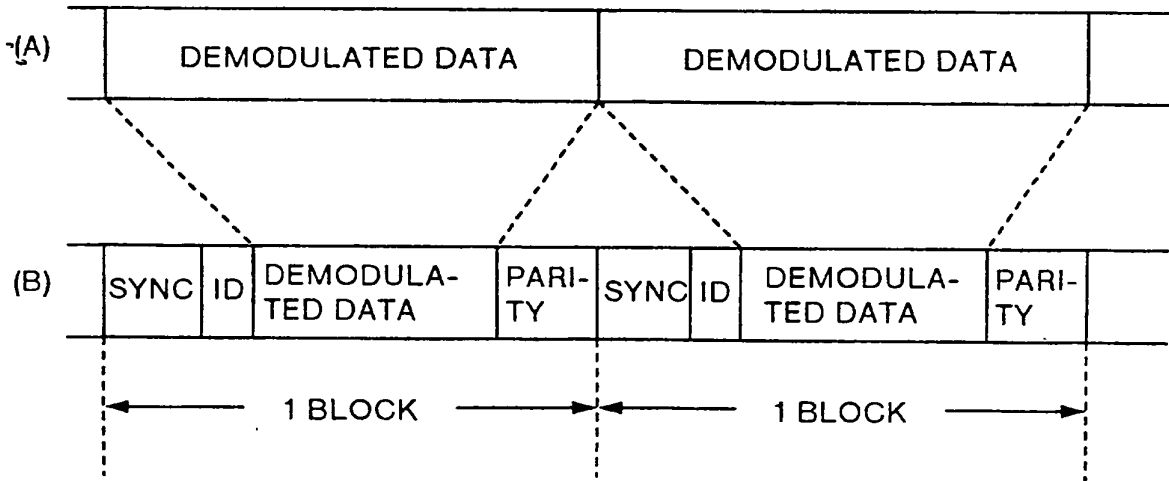 (A) DEMODULATED DATA DEMODULATED DATA
(B) SYNC ID DEMODULA-
TED DATA PARI-
TY SYNC ID DEMODULA-
TED DATA PARI-
TY
1 BLOCK 1 BLOCK